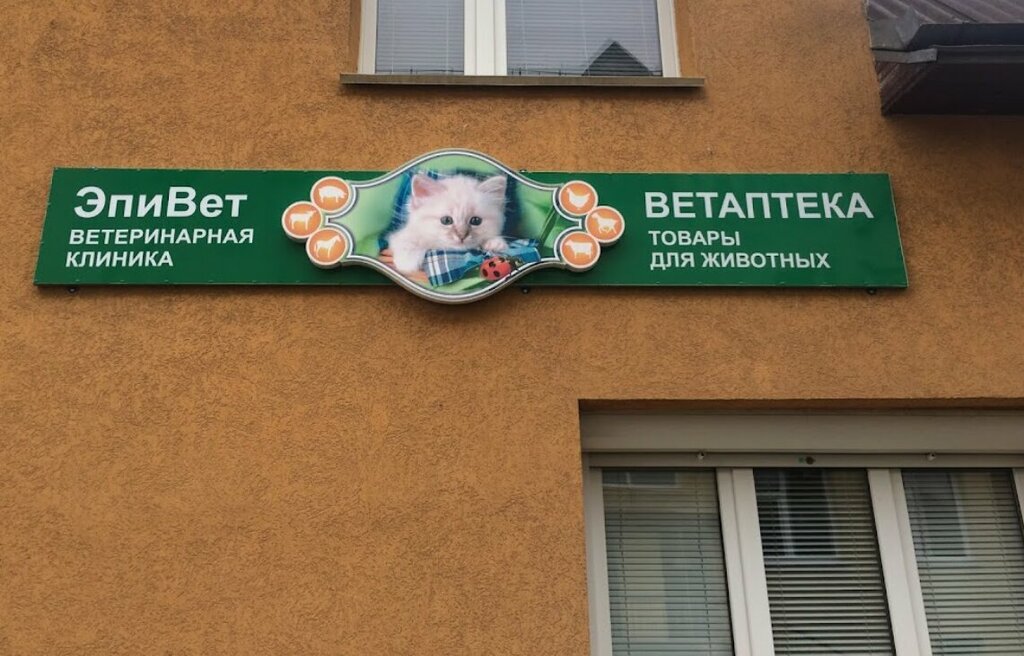 ЭпиВет
ВЕТЕРИНАРНАЯ
КЛИНИКА
ВЕТАПТЕКА
ТОВАРЫ
ДЛЯ ЖИВОТНЫХ